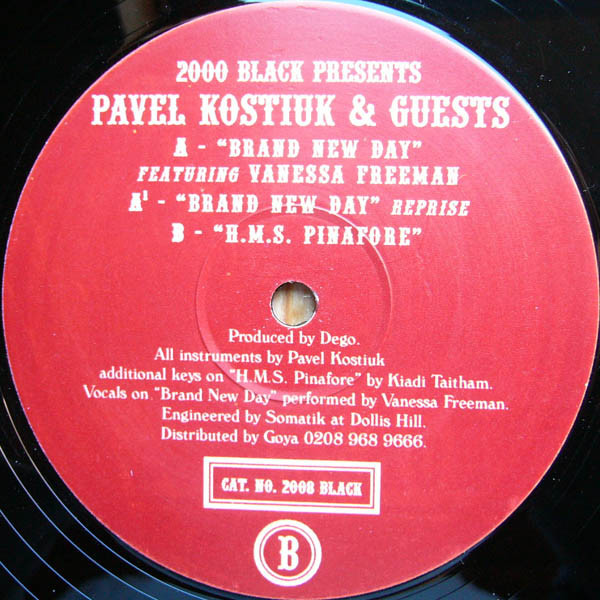 2000 BLACK PRESENTS
PAVEL KOSTIUK & GUESTS
A - "BRAND NEW DAY"
FEATURING VANESSA FREEMAN
A¹ - "BRAND NEW DAY" REPRISE
B - "H.M.S. PINAFORE"
Produced by Dego.
All instruments by Pavel Kostiuk
additional keys on "H.M.S. Pinafore" by Kiadi Taitham.
Vocals on "Brand New Day" performed by Vanessa Freeman.
Engineered by Somatik at Dollis Hill.
Distributed by Goya 0208 968 9666.
CAT. NO. 2008 BLACK
B